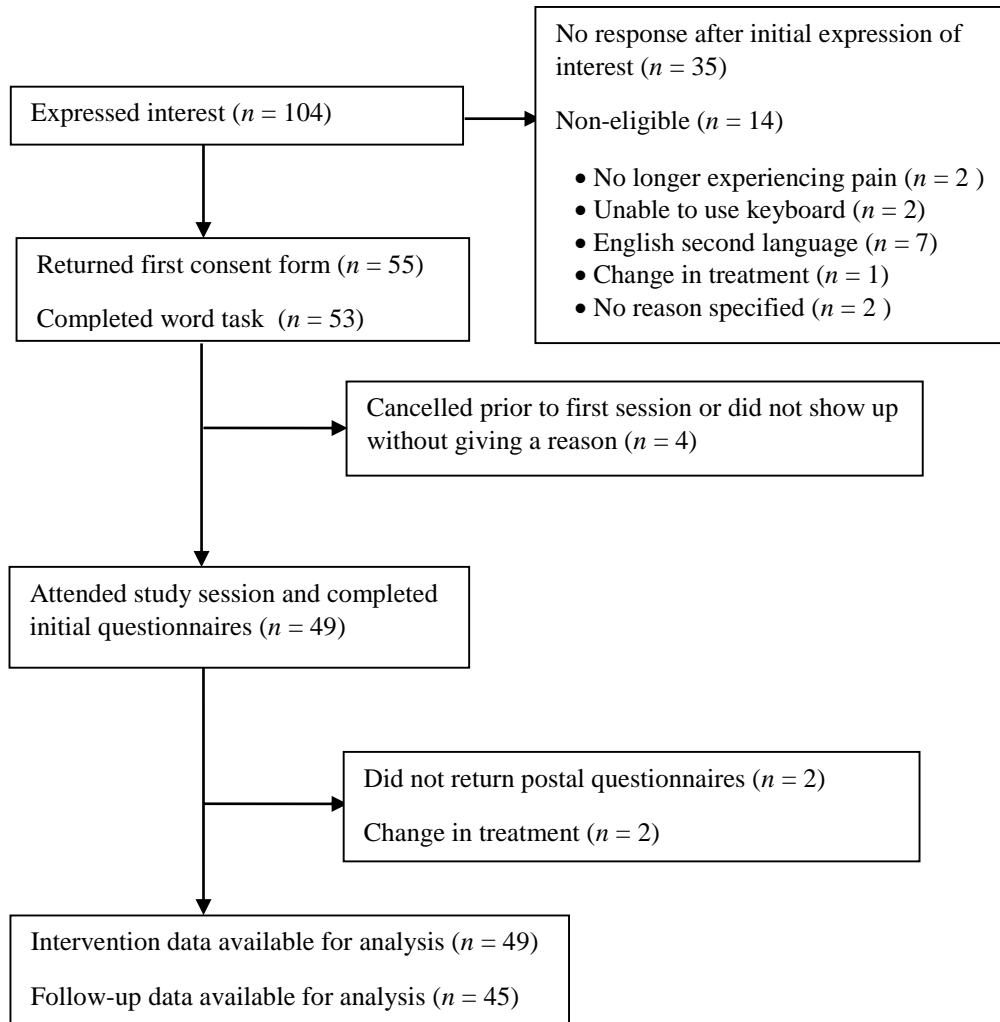 No response after initial expression of
interest (n = 35)
Non-eligible (n = 14)
• No longer experiencing pain (n = 2 )
• Unable to use keyboard (n = 2)
• English second language (n = 7)
• Change in treatment (n = 1)
• No reason specified (n = 2 )
Expressed interest (n = 104)
Returned first consent form (n = 55)
Completed word task (n = 53)
Cancelled prior to first session or did not show up
without giving a reason (n = 4)
Attended study session and completed
initial questionnaires (n = 49)
Did not return postal questionnaires (n = 2)
Change in treatment (n = 2)
Intervention data available for analysis (n = 49)
Follow-up data available for analysis (n = 45)